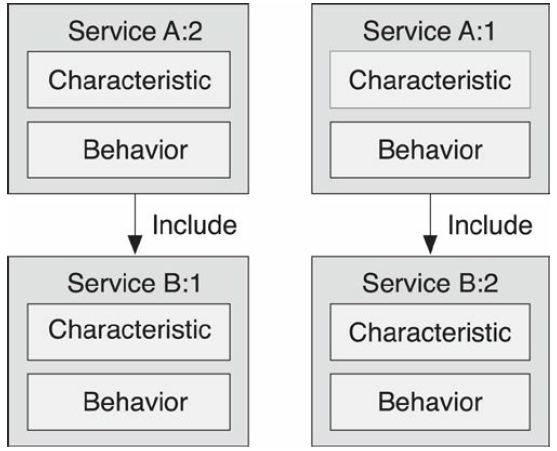 Service A:2
Characteristic
Behavior
Include
Service B:1
Characteristic
Behavior
Service A:1
Characteristic
Behavior
Include
Service B:2
Characteristic
Behavior